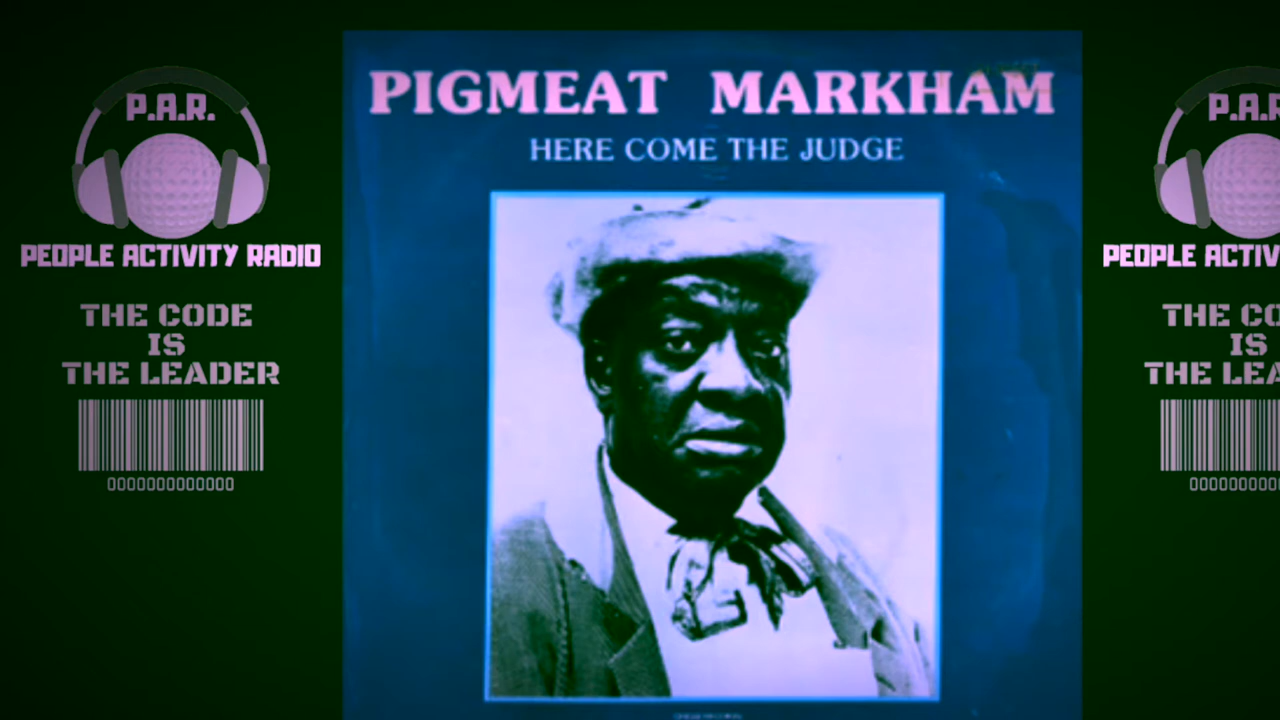 P.A.R.
PEOPLE ACTIVITY RADIO
THE CODE
IS
THE LEADER
0000000000000
PIGMEAT MARKHAM
HERE COME THE JUDGE
P.A.R
PEOPLE ACTIV
THE CO
IS
THE LEA
0000000000